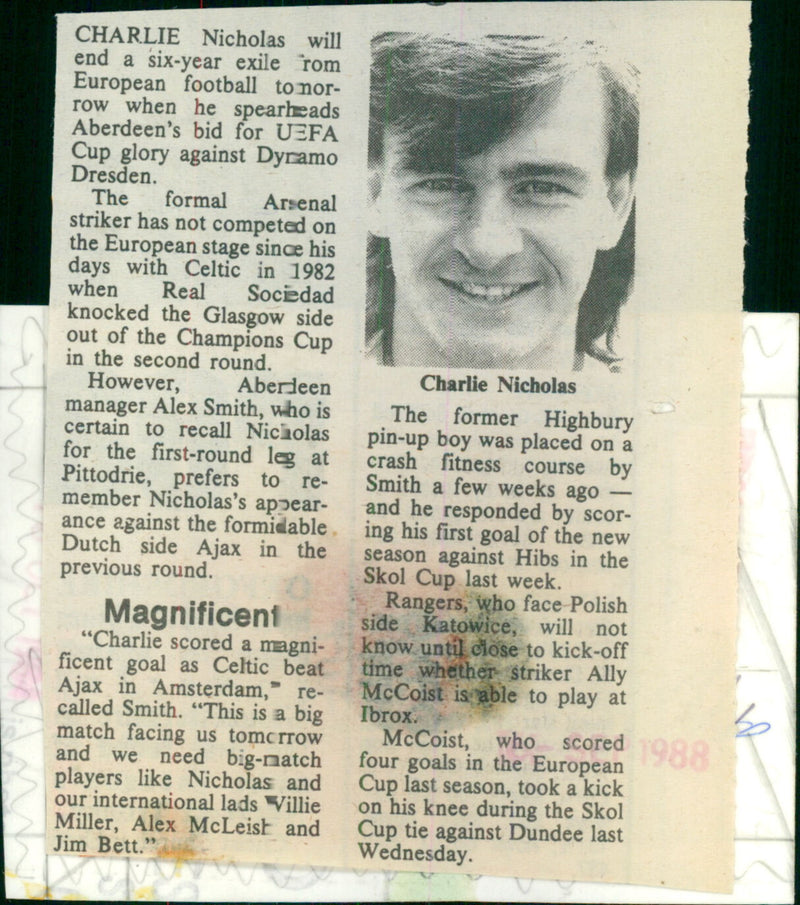 CHARLIE Nicholas will
end a six-year exile rom
European football tomor-
row when he spearheads
Aberdeen's bid for UEFA
Cup glory against Dynamo
Dresden.
The formal Arsenal
striker has not competed on
the European stage since his
days with Celtic in 1982
when Real Sociedad
knocked the Glasgow side
out of the Champions Cup
in the second round.
However, Aberdeen
manager Alex Smith, who is
certain to recall Nicholas
for the first-round leg at
Pittodrie, prefers to re-
member Nicholas's appear-
ance against the formidable
Dutch side Ajax in the
previous round.
Magnificent
"Charlie scored a magni-
ficent goal as Celtic beat
Ajax in Amsterdam," re-
called Smith. "This is a big
match facing us tomorrow
and we need big-match
players like Nicholas and
our international lads Willie
Miller, Alex McLeish and
Jim Bett."
Charlie Nicholas
The former Highbury
pin-up boy was placed on a
crash fitness course by
Smith a few weeks ago —
and he responded by scor-
ing his first goal of the new
season against Hibs in the
Skol Cup last week.
Rangers, who face Polish
side Katowice, will not
know until close to kick-off
time whether striker Ally
McCoist is able to play at
Ibrox.
McCoist, who scored
four goals in the European
Cup last season, took a kick
on his knee during the Skol
Cup tie against Dundee last
Wednesday.
1988